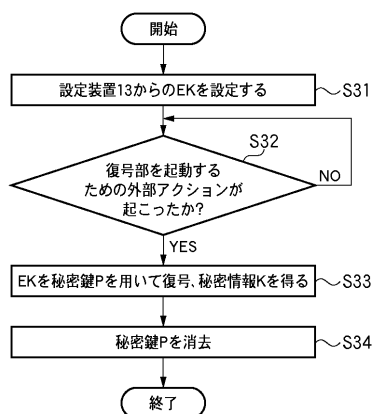 開始
設定装置13からのEKを設定する
S31
S32
復号部を起動する
ための外部アクションが
起こったか?
NO
YES
EKを秘密鍵Pを用いて復号、秘密情報Kを得る
S33
秘密鍵Pを消去
S34
終了